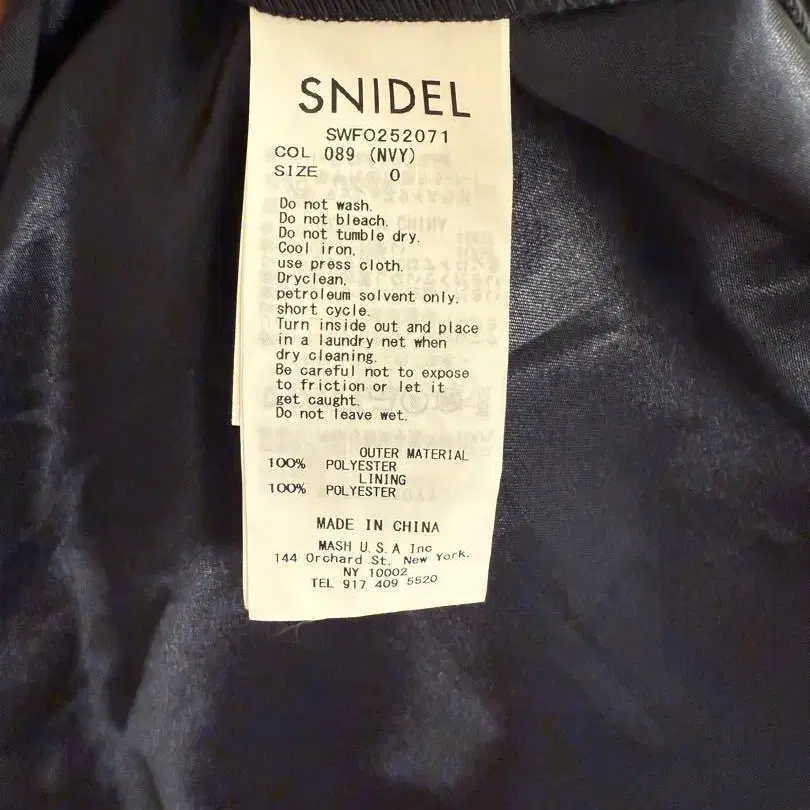 SNIDEL
SWFO252071
COL 089 (NVY)
SIZE 0
Do not wash.
Do not bleach.
Do not tumble dry.
Cool iron,
use press cloth.
Dryclean,
petroleum solvent only.
short cycle.
Turn inside out and place
in a laundry net when
dry cleaning.
Be careful not to expose
to friction or let it
get caught.
Do not leave wet.
OUTER MATERIAL
100% POLYESTER
LINING
100% POLYESTER
MADE IN CHINA
MASH U.S.A Inc
144 Orchard St, New York.
NY 10002
TEL 917 409 5520